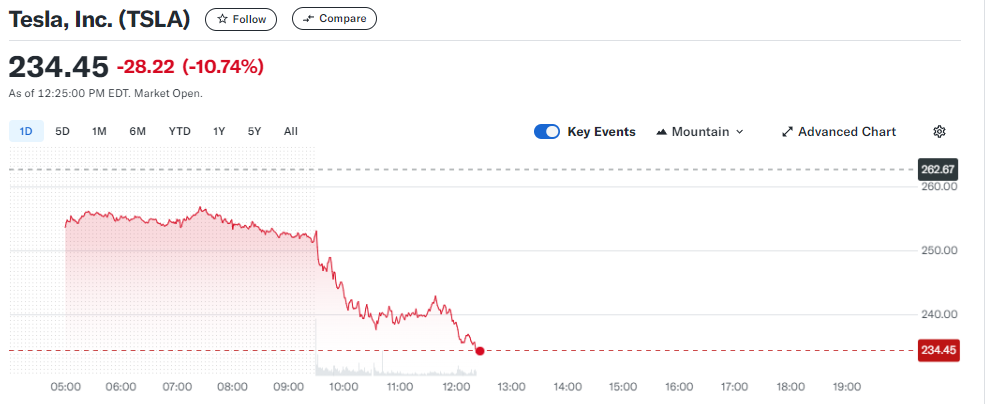 Tesla, Inc. (TSLA) Follow Compare
234.45 -28.22 (-10.74%)
As of 12:25:00 PM EDT. Market Open.
1D 5D 1M 6M YTD 1Y 5Y All Key Events Mountain Advanced Chart
262.67
260.00
250.00
240.00
234.45
05:00 06:00 07:00 08:00 09:00 10:00 11:00 12:00 13:00 14:00 15:00 16:00 17:00 18:00 19:00